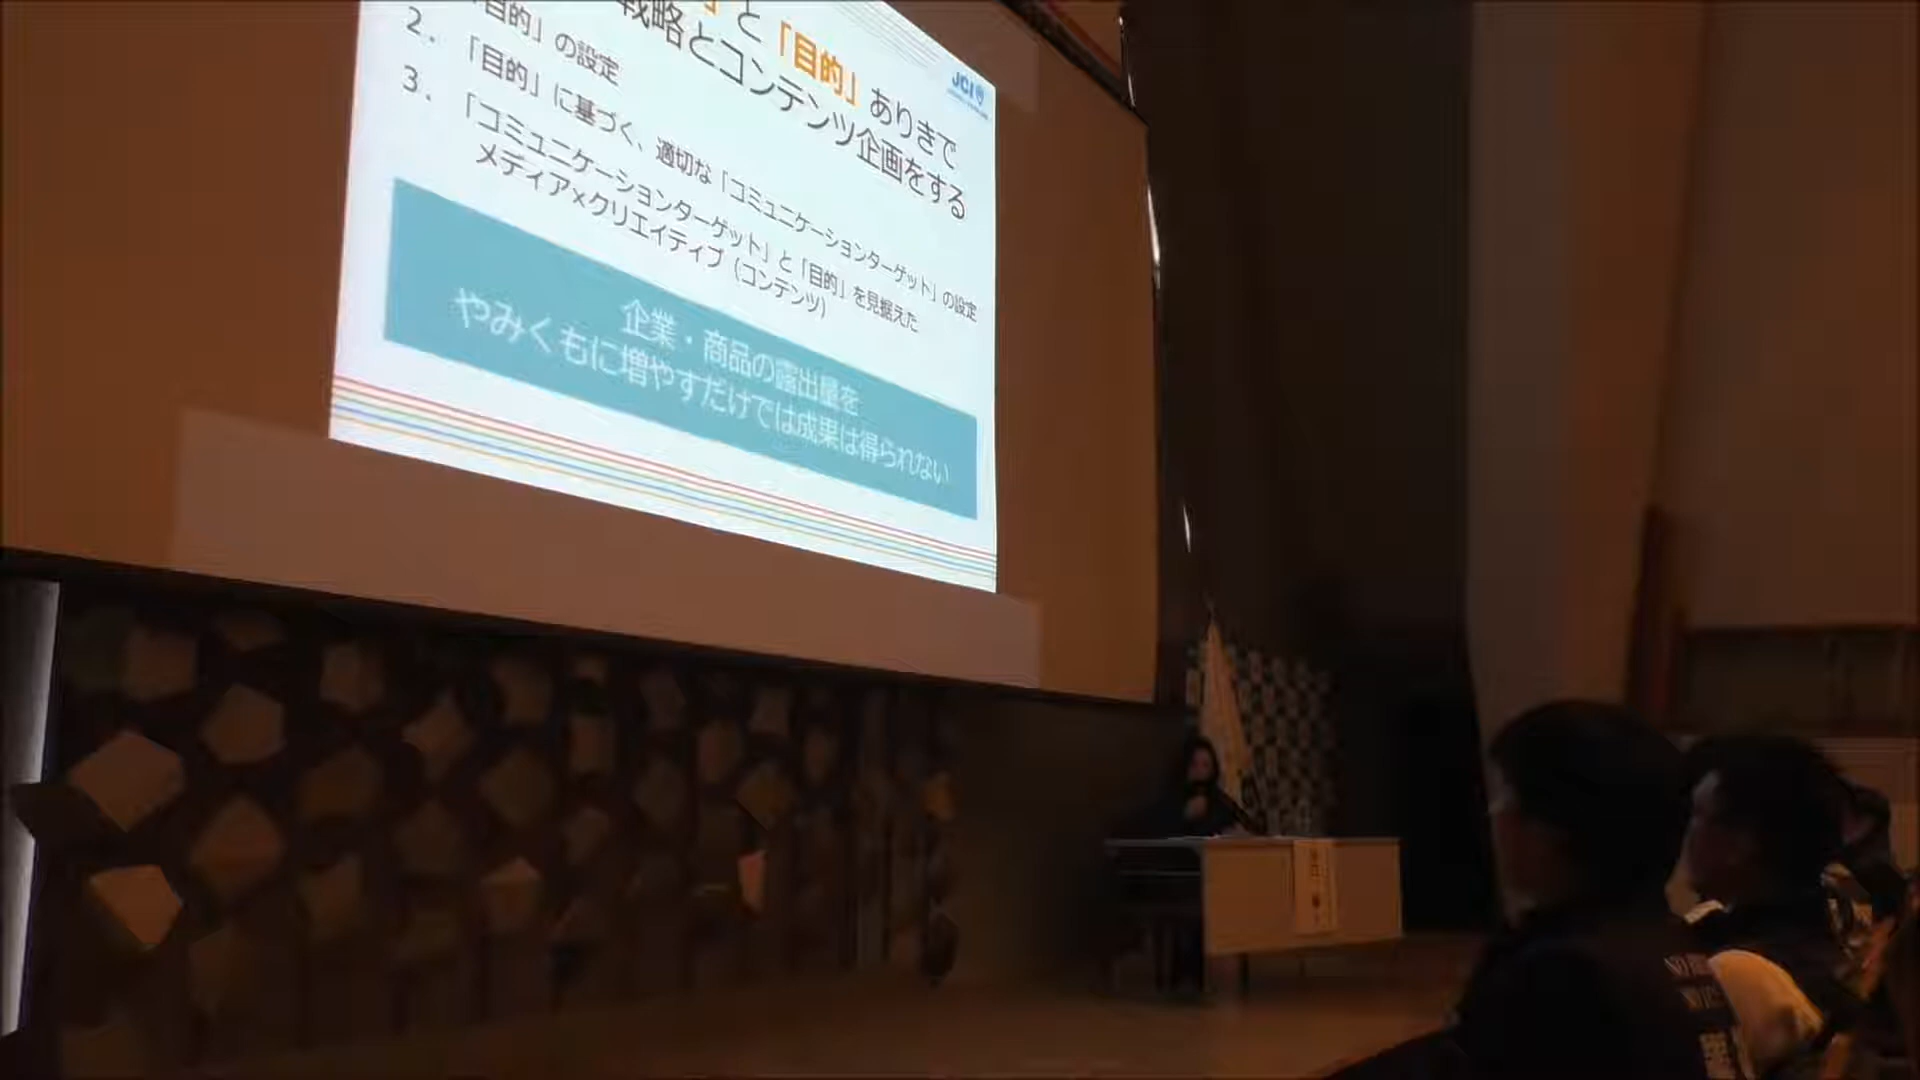 と「目的」ありきで
戦略とコンテンツ企画をする
JCI
「目的」の設定
2. 「目的」に基づく、適切な「コミュニケーションターゲット」の設定
3. 「コミュニケーションターゲット」と「目的」を見据えた
メディア×クリエイティブ（コンテンツ）
企業・商品の露出量を
やみくもに増やすだけでは成果は得られない